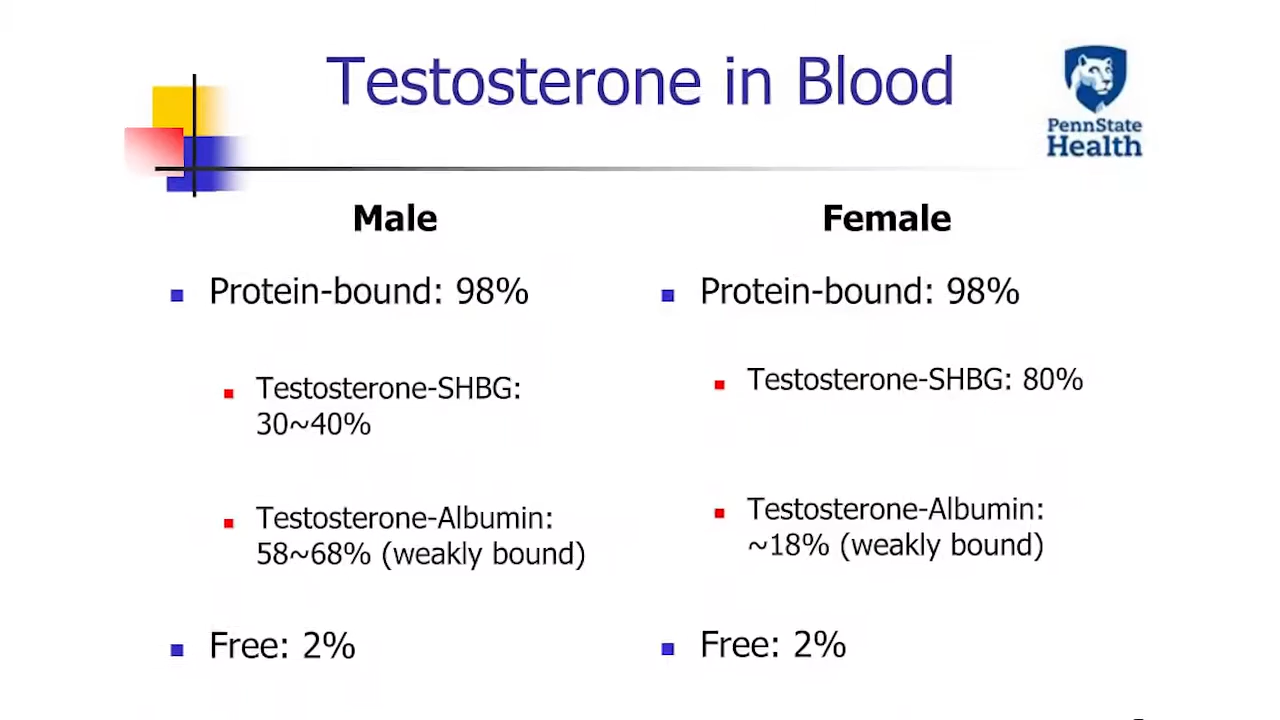 Testosterone in Blood
PennState
Health
Male
Protein-bound: 98%
Testosterone-SHBG:
30~40%
Testosterone-Albumin:
58~68% (weakly bound)
Free: 2%
Female
Protein-bound: 98%
Testosterone-SHBG: 80%
Testosterone-Albumin:
~18% (weakly bound)
Free: 2%